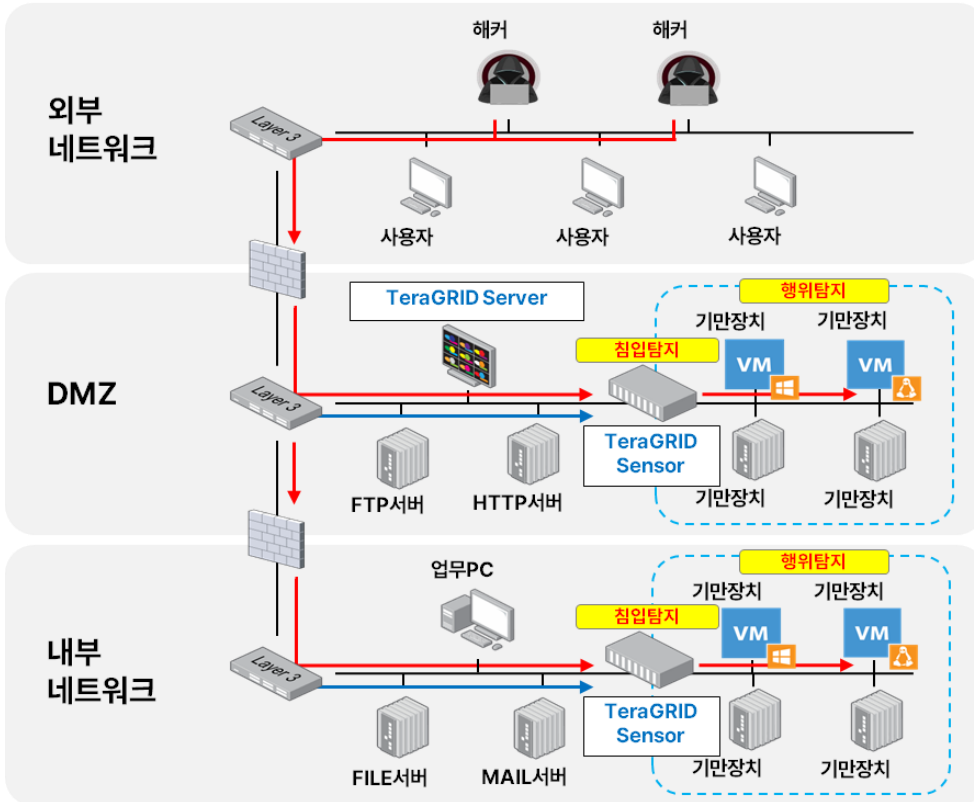 해커
해커
외부
네트워크
Layer 3
사용자
사용자
사용자
TeraGRID Server
행위탐지
기만장치
기만장치
침입탐지
VM
VM
DMZ
Layer 3
TeraGRID
Sensor
FTP서버
HTTP서버
기만장치
기만장치
업무PC
행위탐지
기만장치
기만장치
침입탐지
VM
VM
내부
네트워크
Layer 3
TeraGRID
Sensor
FILE서버
MAIL서버
기만장치
기만장치